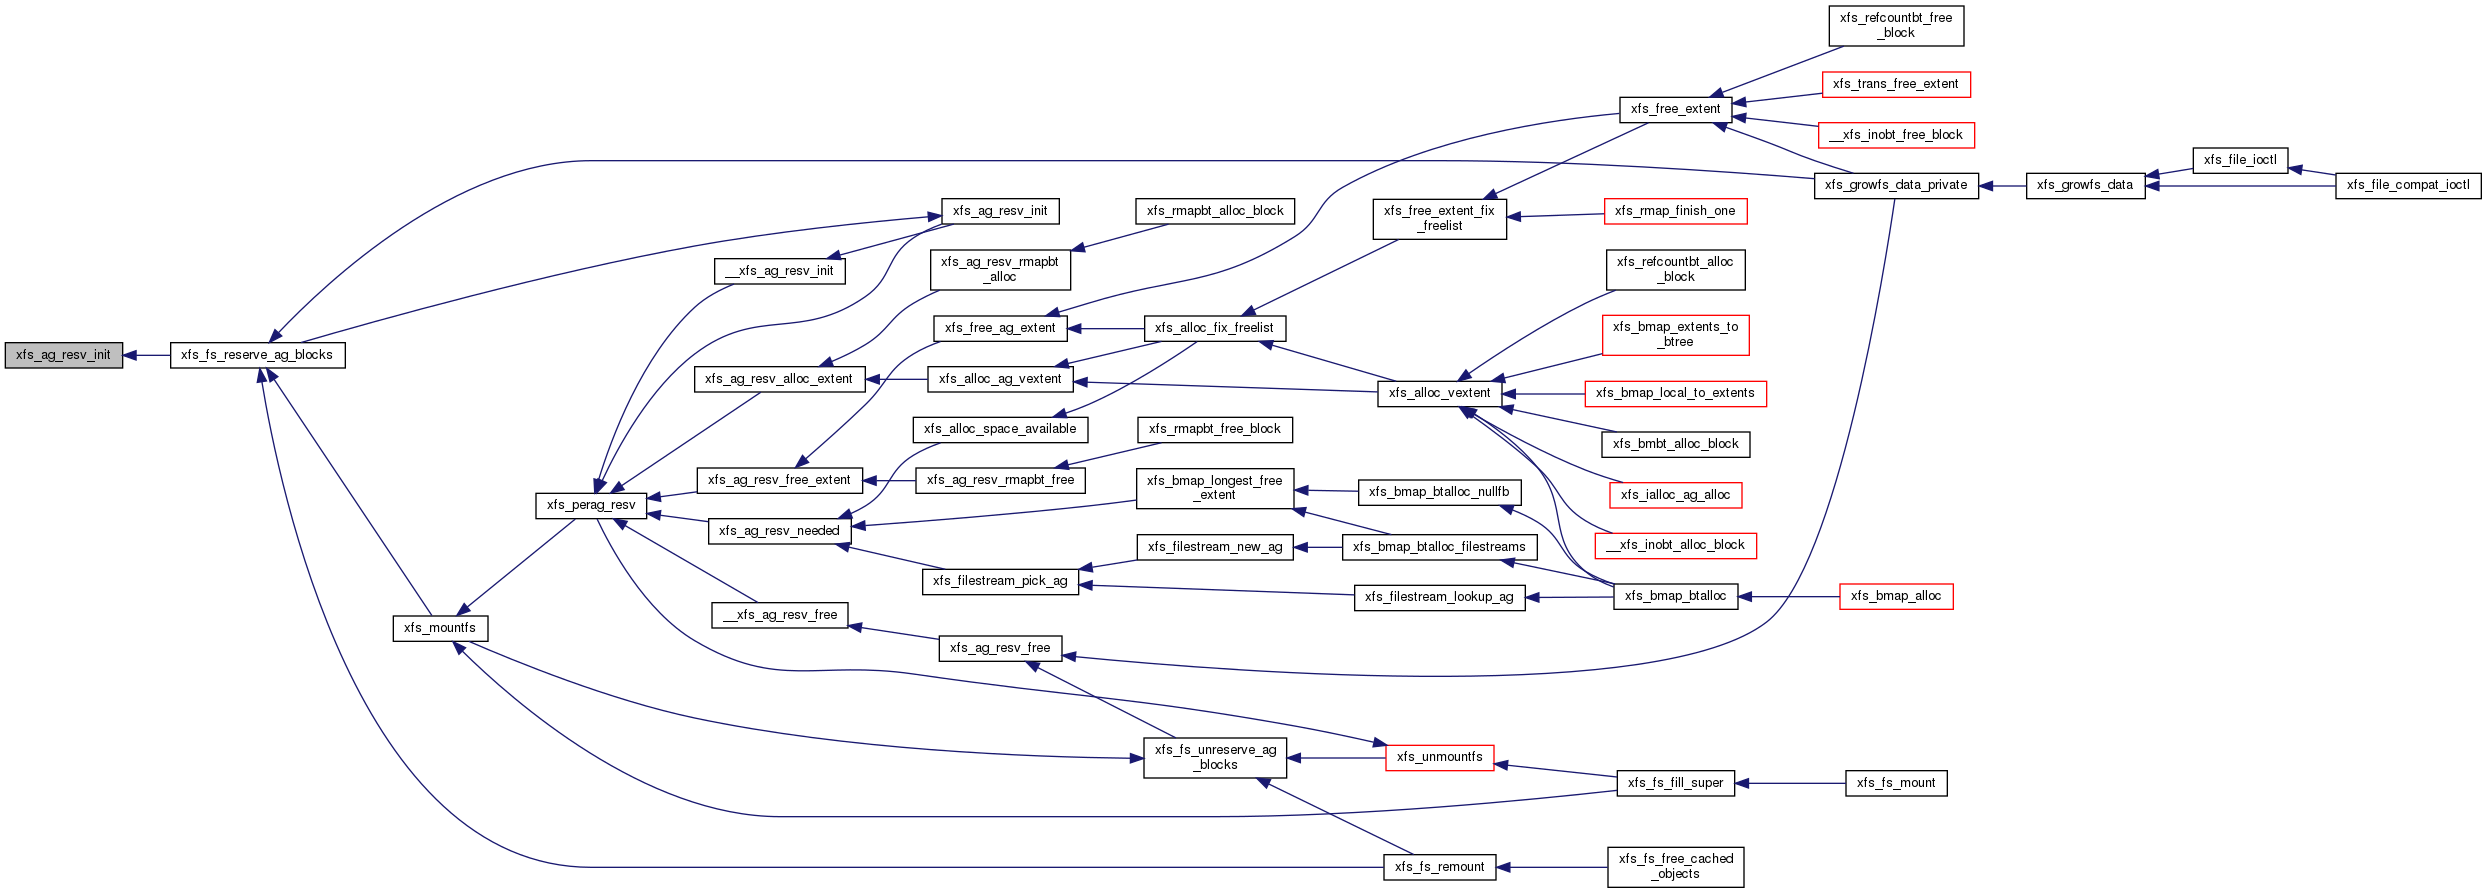 xfs_refcountbt_free
_block
xfs_trans_free_extent
xfs_free_extent
__xfs_inobt_free_block
xfs_file_ioctl
xfs_growfs_data_private
xfs_growfs_data
xfs_file_compat_ioctl
xfs_ag_resv_init
xfs_rmapbt_alloc_block
xfs_free_extent_fix
_freelist
xfs_rmap_finish_one
__xfs_ag_resv_init
xfs_ag_resv_rmapbt
_alloc
xfs_refcountbt_alloc
_block
xfs_free_ag_extent
xfs_alloc_fix_freelist
xfs_bmap_extents_to
_btree
xfs_ag_resv_init
xfs_fs_reserve_ag_blocks
xfs_ag_resv_alloc_extent
xfs_alloc_ag_vextent
xfs_alloc_vextent
xfs_bmap_local_to_extents
xfs_alloc_space_available
xfs_rmapbt_free_block
xfs_bmbt_alloc_block
xfs_ag_resv_free_extent
xfs_ag_resv_rmapbt_free
xfs_bmap_longest_free
_extent
xfs_bmap_btalloc_nullfb
xfs_ialloc_ag_alloc
xfs_perag_resv
xfs_ag_resv_needed
xfs_filestream_new_ag
xfs_bmap_btalloc_filestreams
__xfs_inobt_alloc_block
xfs_filestream_pick_ag
xfs_filestream_lookup_ag
xfs_bmap_btalloc
xfs_bmap_alloc
__xfs_ag_resv_free
xfs_mountfs
xfs_ag_resv_free
xfs_fs_unreserve_ag
_blocks
xfs_unmountfs
xfs_fs_fill_super
xfs_fs_mount
xfs_fs_remount
xfs_fs_free_cached
_objects